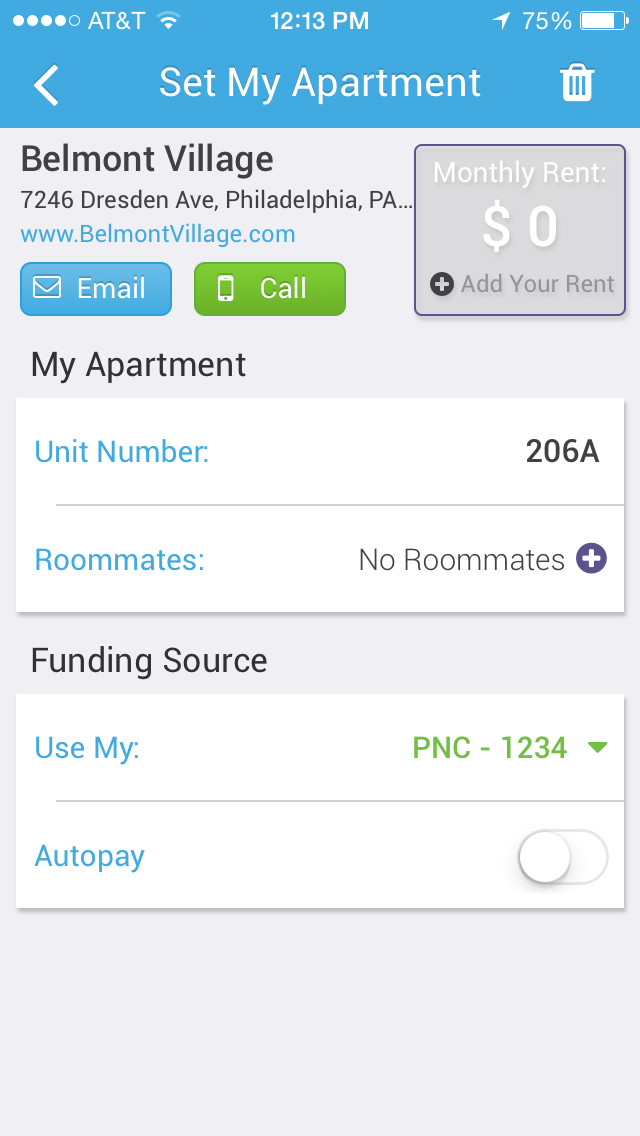 AT&T 12:13 PM 75%
Set My Apartment
Belmont Village
7246 Dresden Ave, Philadelphia, PA...
www.BelmontVillage.com
Email Call
Monthly Rent:
$ 0
Add Your Rent
My Apartment
Unit Number: 206A
Roommates: No Roommates
Funding Source
Use My: PNC - 1234
Autopay